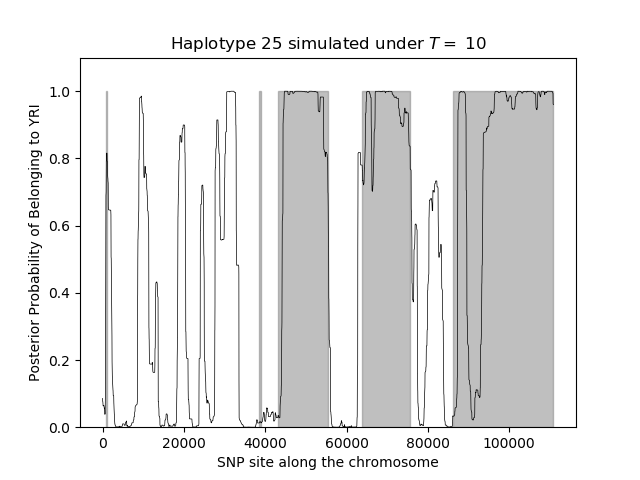 Haplotype 25 simulated under T = 10
Posterior Probability of Belonging to YRI
1.0
0.8
0.6
0.4
0.2
0.0
0 20000 40000 60000 80000 100000
SNP site along the chromosome